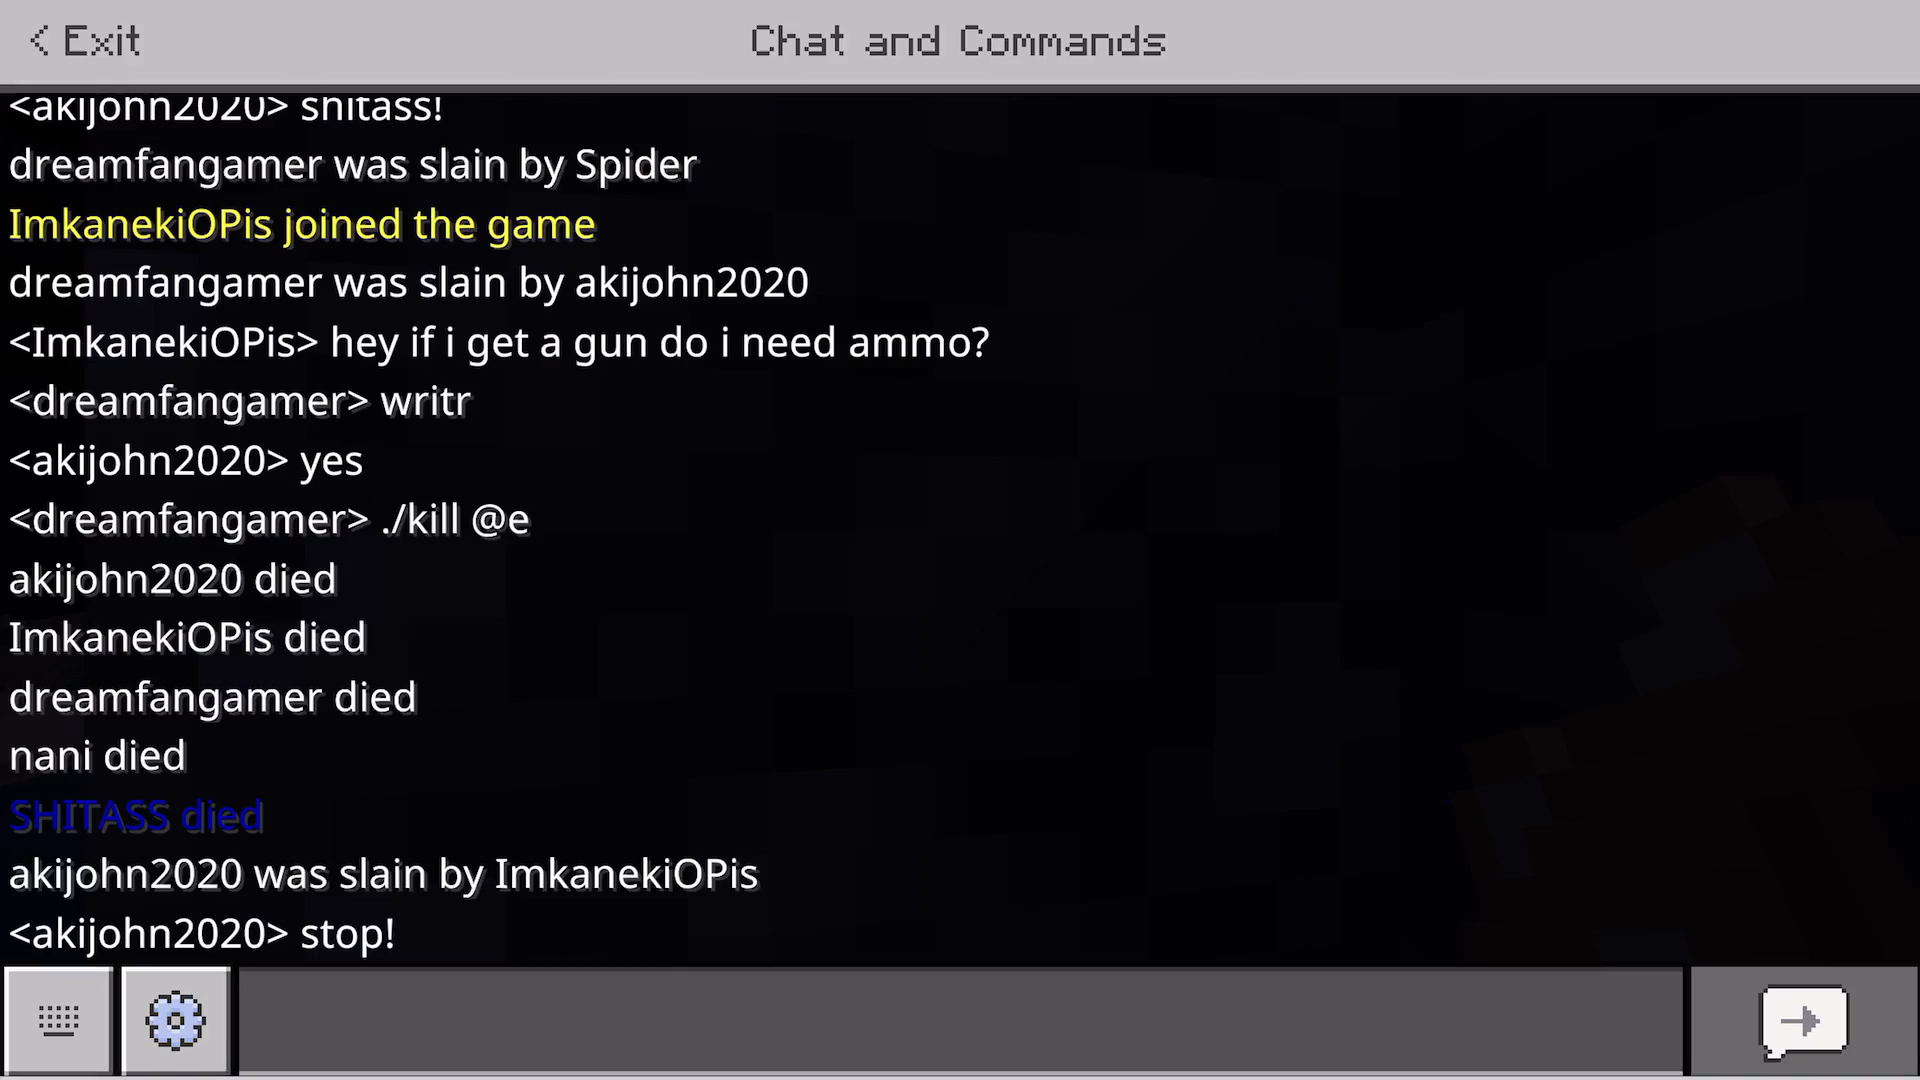 Exit
Chat and Commands
<akijohn2020> shitass!
dreamfangamer was slain by Spider
ImkanekiOPis joined the game
dreamfangamer was slain by akijohn2020
<ImkanekiOPis> hey if i get a gun do i need ammo?
<dreamfangamer> writr
<akijohn2020> yes
<dreamfangamer> ./kill @e
akijohn2020 died
ImkanekiOPis died
dreamfangamer died
nani died
SHITASS died
akijohn2020 was slain by ImkanekiOPis
<akijohn2020> stop!